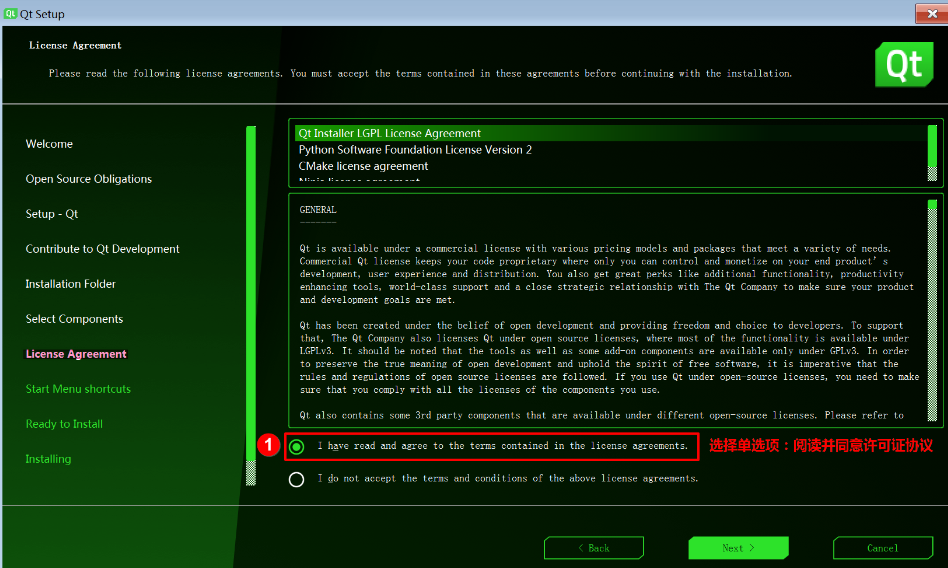 Qt Qt Setup
License Agreement
Please read the following license agreements. You must accept the terms contained in these agreements before continuing with the installation.
Qt
Welcome
Open Source Obligations
Setup - Qt
Contribute to Qt Development
Installation Folder
Select Components
License Agreement
Start Menu shortcuts
Ready to Install
Installing
Qt Installer LGPL License Agreement
Python Software Foundation License Version 2
CMake license agreement
Ninja license agreement
GENERAL
-------
Qt is available under a commercial license with various pricing models and packages that meet a variety of needs.
Commercial Qt license keeps your code proprietary where only you can control and monetize on your end product’s
development, user experience and distribution. You also get great perks like additional functionality, productivity
enhancing tools, world-class support and a close strategic relationship with The Qt Company to make sure your product
and development goals are met.
Qt has been created under the belief of open development and providing freedom and choice to developers. To support
that, The Qt Company also licenses Qt under open source licenses, where most of the functionality is available under
LGPLv3. It should be noted that the tools as well as some add-on components are available only under GPLv3. In order
to preserve the true meaning of open development and uphold the spirit of free software, it is imperative that the
rules and regulations of open source licenses are followed. If you use Qt under open-source licenses, you need to make
sure that you comply with all the licenses of the components you use.
Qt also contains some 3rd party components that are available under different open-source licenses. Please refer to
1 I have read and agree to the terms contained in the license agreements. 选择单选项：阅读并同意许可证协议
I do not accept the terms and conditions of the above license agreements.
< Back Next > Cancel